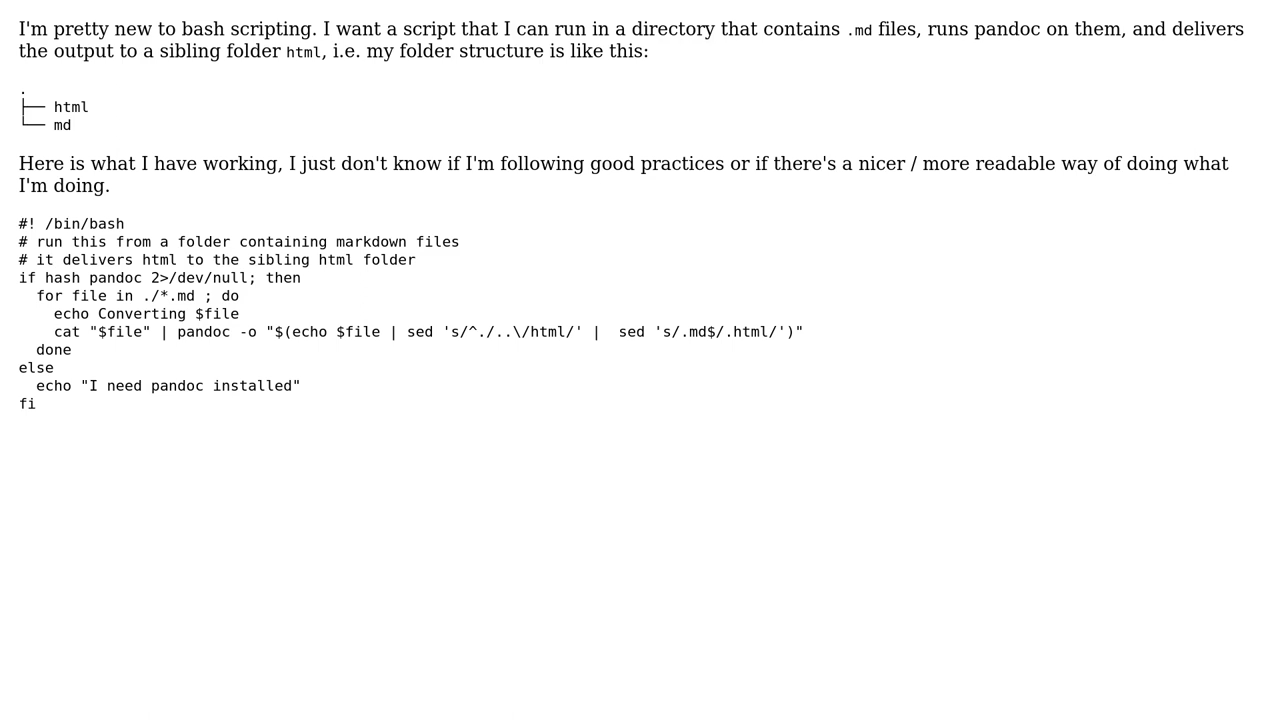 I'm pretty new to bash scripting. I want a script that I can run in a directory that contains .md files, runs pandoc on them, and delivers
the output to a sibling folder html, i.e. my folder structure is like this:
.
├── html
└── md
Here is what I have working, I just don't know if I'm following good practices or if there's a nicer / more readable way of doing what
I'm doing.
#! /bin/bash
# run this from a folder containing markdown files
# it delivers html to the sibling html folder
if hash pandoc 2>/dev/null; then
  for file in ./*.md ; do
    echo Converting $file
    cat "$file" | pandoc -o "$(echo $file | sed 's/^./..\/html/' |  sed 's/.md$/.html/')"
  done
else
  echo "I need pandoc installed"
fi